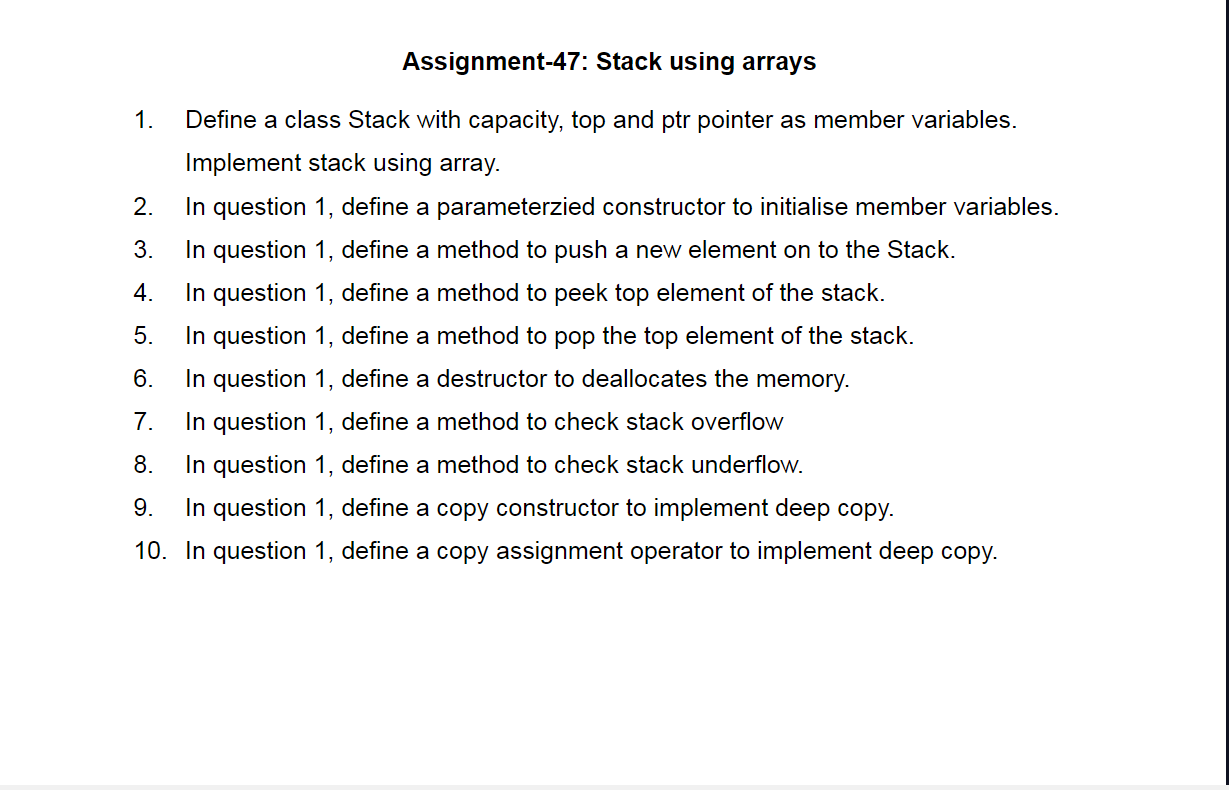 Assignment-47: Stack using arrays
1. Define a class Stack with capacity, top and ptr pointer as member variables.
Implement stack using array.
2. In question 1, define a parameterzied constructor to initialise member variables.
3. In question 1, define a method to push a new element on to the Stack.
4. In question 1, define a method to peek top element of the stack.
5. In question 1, define a method to pop the top element of the stack.
6. In question 1, define a destructor to deallocates the memory.
7. In question 1, define a method to check stack overflow
8. In question 1, define a method to check stack underflow.
9. In question 1, define a copy constructor to implement deep copy.
10. In question 1, define a copy assignment operator to implement deep copy.